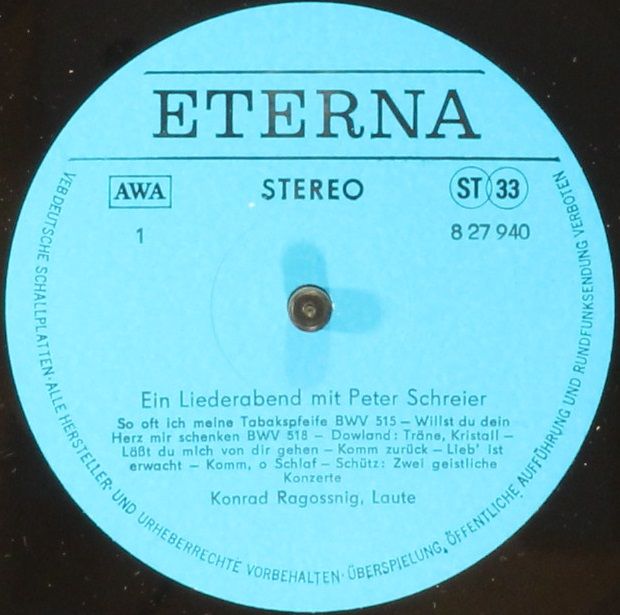 ETERNA
AWA
STEREO
ST 33
1
8 27 940
Ein Liederabend mit Peter Schreier
So oft ich meine Tabakspfeife BWV 515 – Willst du dein
Herz mir schenken BWV 518 – Dowland: Träne, Kristall –
Läßt du mich von dir gehen – Komm zurück – Lieb' ist
erwacht – Komm, o Schlaf – Schütz: Zwei geistliche
Konzerte
Konrad Ragossnig, Laute
VEB DEUTSCHE SCHALLPLATTEN · ALLE HERSTELLER- UND URHEBERRECHTE VORBEHALTEN · ÜBERSPIELUNG, ÖFFENTLICHE AUFFÜHRUNG UND RUNDFUNKSENDUNG VERBOTEN